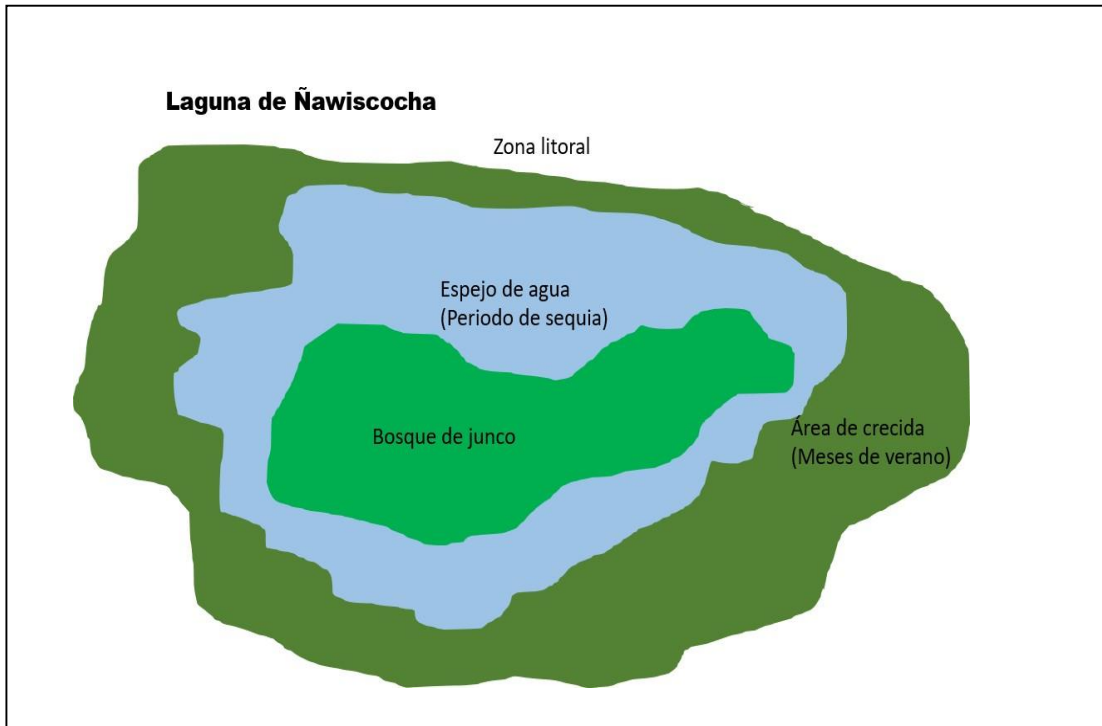 Laguna de Ñawiscocha
Zona litoral
Espejo de agua
(Periodo de sequia)
Bosque de junco
Área de crecida
(Meses de verano)